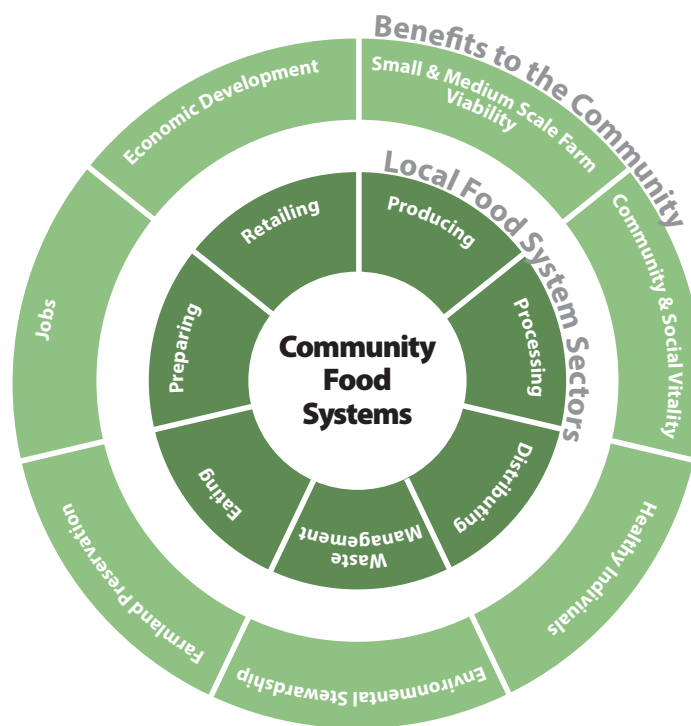 Benefits to the Community
Small & Medium Scale Farm
Viability
Community & Social Vitality
Healthy Indiviuals
Environmental Stewardship
Farmland Preservation
Jobs
Economic Development
Local Food System Sectors
Producing
Processing
Distributing
Waste
Management
Eating
Preparing
Retailing
Community
Food
Systems